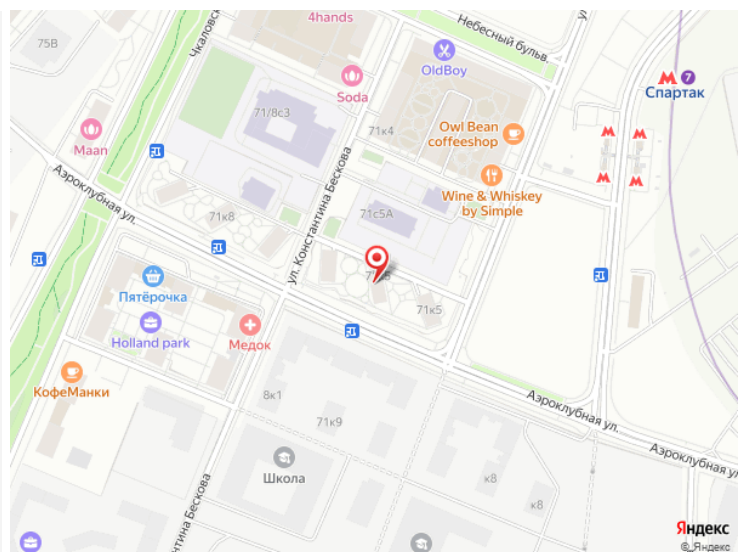 4hands
Небесный бульв.
75В
Чкаловск
OldBoy
7
Спартак
Soda
71/8с3
71к4
Owl Bean
coffeeshop
Maan
Аэроклубная ул.
ул. Константина Бескова
71с5А
Wine & Whiskey
by Simple
71к8
Пятёрочка
71к5
Holland park
Медок
КофеМанки
8к1
71к9
Аэроклубная ул.
Школа
Аэроклубная ул
к8
к8
нтина Бескова
Яндекс
© Яндекс